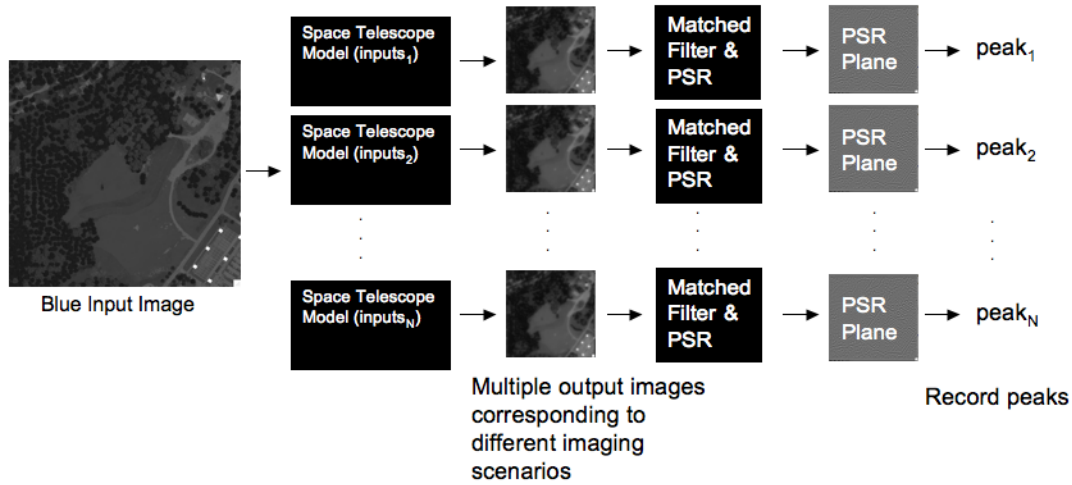 Space Telescope
Model (inputs₁)
Matched
Filter &
PSR
PSR
Plane
peak₁
Space Telescope
Model (inputs₂)
Matched
Filter &
PSR
PSR
Plane
peak₂
Blue Input Image
Space Telescope
Model (inputsN)
Matched
Filter &
PSR
PSR
Plane
peakN
Multiple output images
corresponding to
different imaging
scenarios
Record peaks